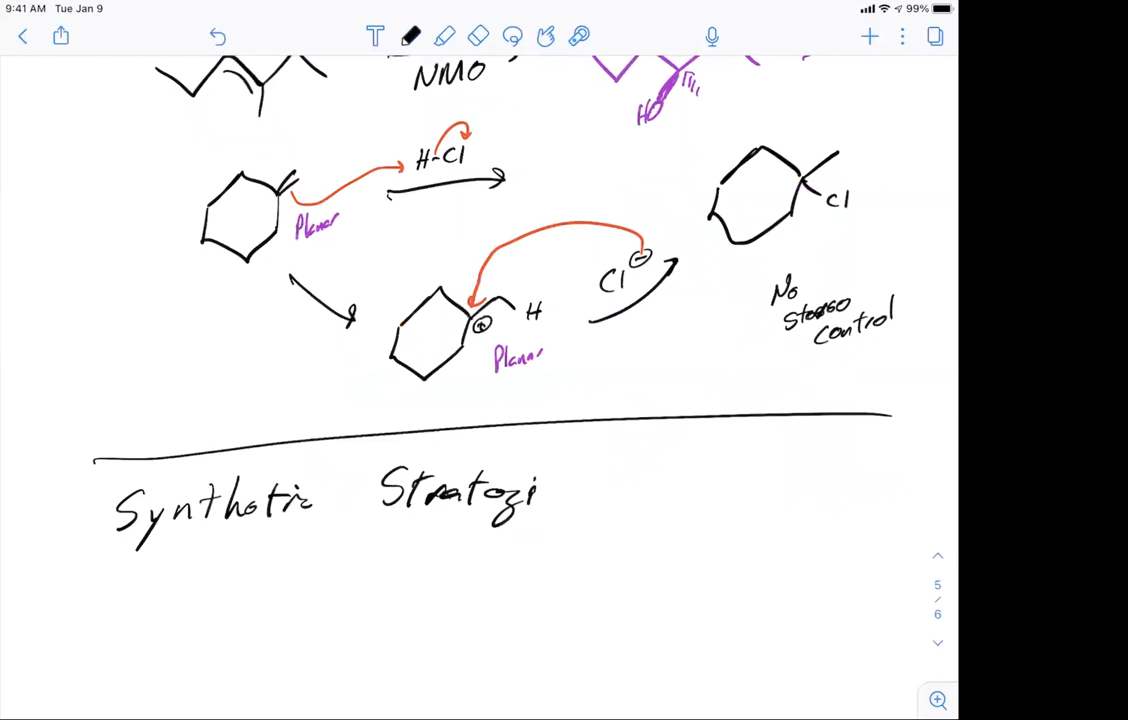 9:41 AM Tue Jan 9
99%
NMO
HO
H-Cl
Planar
Cl
Cl⊖
H
⊕
Planar
No
stereo
control
Synthetic Strategi
5
/
6